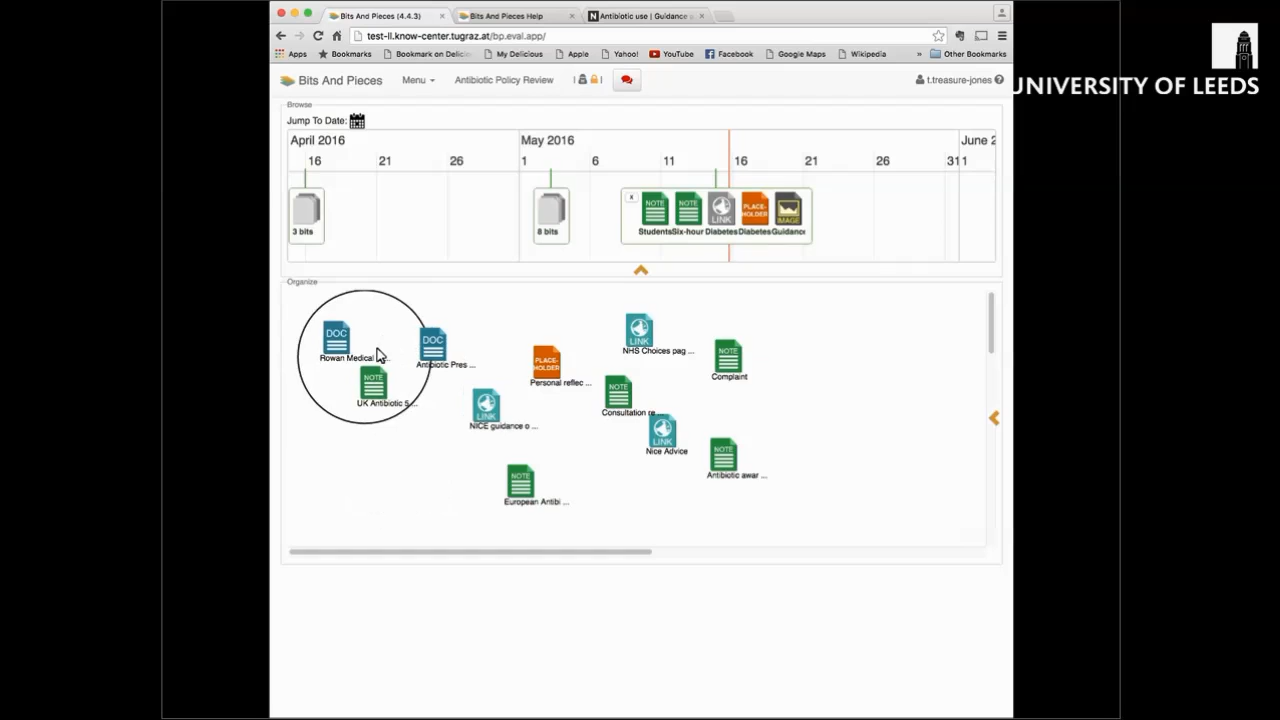 Bits And Pieces (4.4.3)
Bits And Pieces Help
Antibiotic use | Guidance
test-ll.know-center.tugraz.at/bp.eval.app/
Apps
Bookmarks
Bookmark on Delici
My Delicious
Apple
Yahoo!
YouTube
Facebook
Google Maps
Wikipedia
»
Other Bookmarks
UNIVERSITY OF LEEDS
Bits And Pieces
Menu
Antibiotic Policy Review
t.treasure-jones
Browse
Jump To Date:
April 2016
May 2016
June 2
16
21
26
1
6
11
16
21
26
31
1
NOTE
NOTE
LINK
PLACE-
HOLDER
IMAGE
3 bits
8 bits
Students
Six-hour
Diabetes
Diabetes
Guidance
Organize
DOC
Rowan Medical
DOC
Antibiotic Pres ...
NOTE
UK Antibiotic S...
LINK
NICE guidance o ...
PLACE-
HOLDER
Personal reflec ...
LINK
NHS Choices pag ...
NOTE
Complaint
NOTE
Consultation re ...
LINK
Nice Advice
NOTE
Antibiotic awar ...
NOTE
European Antibi ...